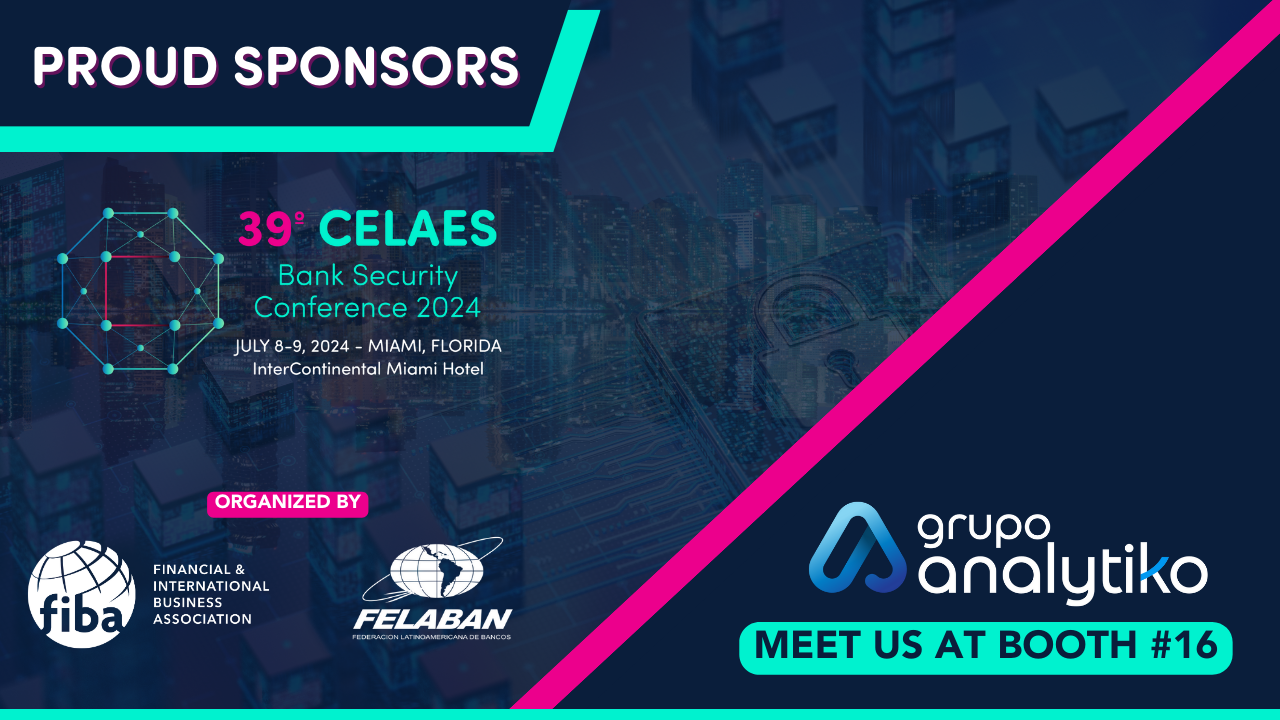 PROUD SPONSORS
39º CELAES
Bank Security
Conference 2024
JULY 8-9, 2024 - MIAMI, FLORIDA
InterContinental Miami Hotel
ORGANIZED BY
fiba
FINANCIAL &
INTERNATIONAL
BUSINESS
ASSOCIATION
FELABAN
FEDERACION LATINOAMERICANA DE BANCOS
grupo
analytiko
MEET US AT BOOTH #16